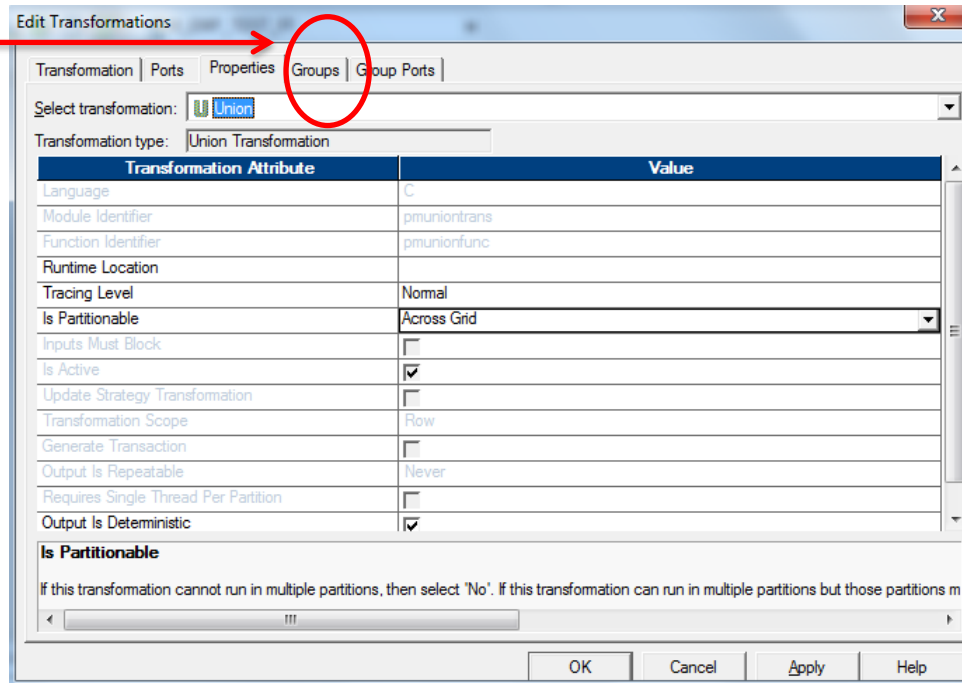 Edit Transformations
Transformation Ports Properties Groups Group Ports
Select transformation: Union
Transformation type: Union Transformation
Transformation Attribute Value
Language C
Module Identifier pmuniontrans
Function Identifier pmunionfunc
Runtime Location
Tracing Level Normal
Is Partitionable Across Grid
Inputs Must Block
Is Active
Update Strategy Transformation
Transformation Scope Row
Generate Transaction
Output Is Repeatable Never
Requires Single Thread Per Partition
Output Is Deterministic
Is Partitionable
If this transformation cannot run in multiple partitions, then select "No". If this transformation can run in multiple partitions but those partitions m
OK Cancel Apply Help